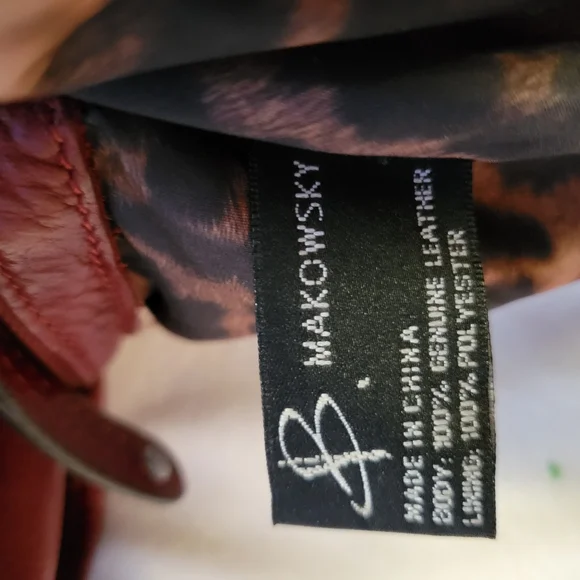 B. MAKOWSKY
MADE IN CHINA
BODY: 100% GENUINE LEATHER
LINING: 100% POLYESTER